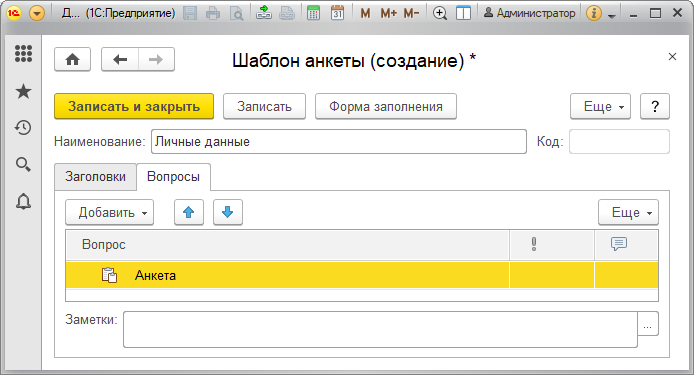 Д... (1С:Предприятие) 31 M M+ M- Администратор i
Шаблон анкеты (создание) *
Записать и закрыть Записать Форма заполнения Еще ?
Наименование: Личные данные Код:
Заголовки Вопросы
Добавить Еще
Вопрос
Анкета
Заметки: ...